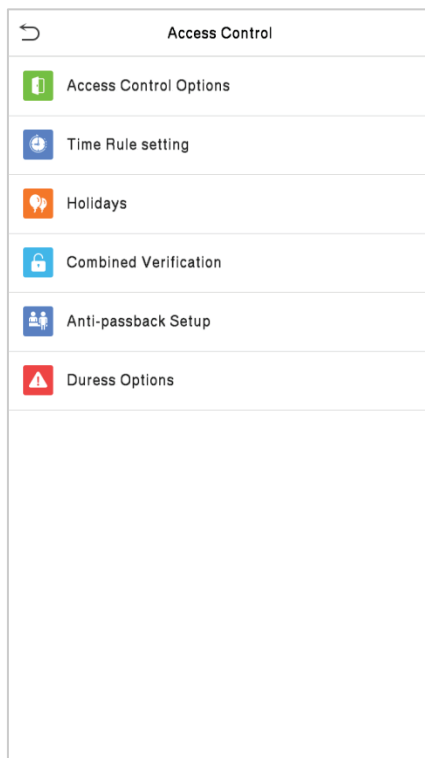 Access Control
Access Control Options
Time Rule setting
Holidays
Combined Verification
Anti-passback Setup
Duress Options